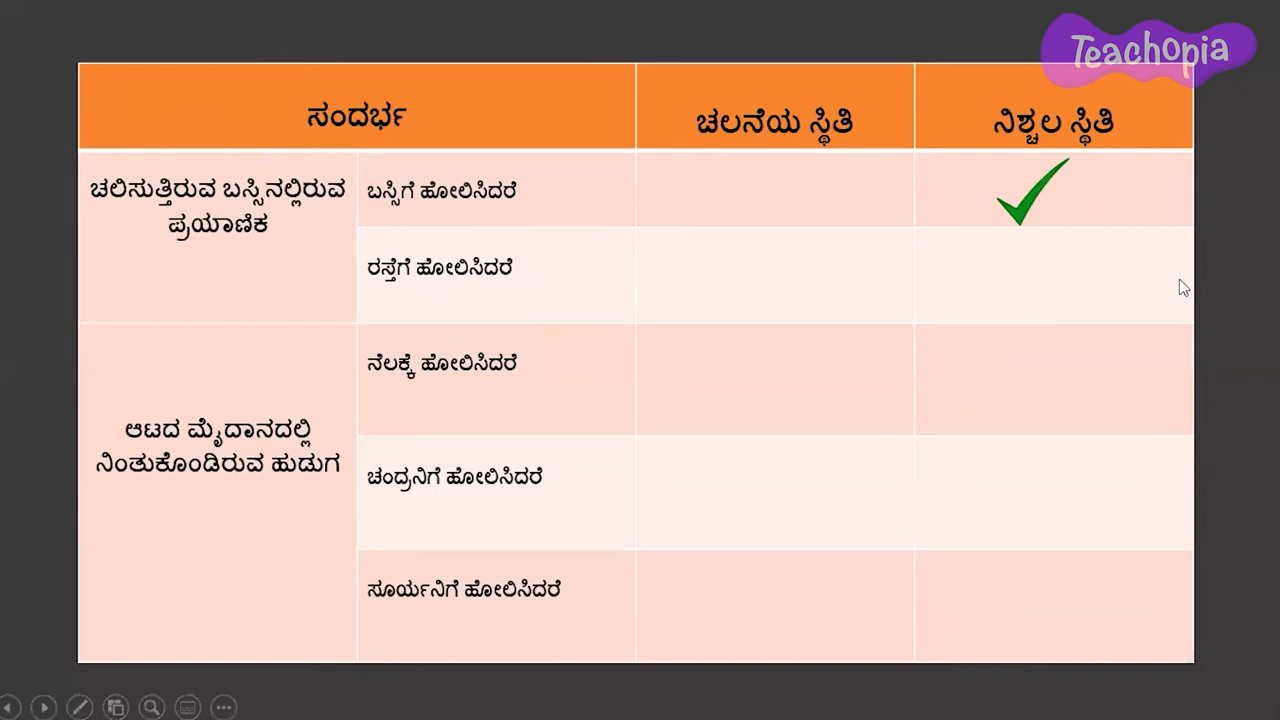 Teachopia
ಸಂದರ್ಭ
ಚಲನೆಯ ಸ್ಥಿತಿ
ನಿಶ್ಚಲ ಸ್ಥಿತಿ
ಚಲಿಸುತ್ತಿರುವ ಬಸ್ಸಿನಲ್ಲಿರುವ
ಪ್ರಯಾಣಿಕ
ಬಸ್ಸಿಗೆ ಹೋಲಿಸಿದರೆ
ರಸ್ತೆಗೆ ಹೋಲಿಸಿದರೆ
ಆಟದ ಮೈದಾನದಲ್ಲಿ
ನಿಂತುಕೊಂಡಿರುವ ಹುಡುಗ
ನೆಲಕ್ಕೆ ಹೋಲಿಸಿದರೆ
ಚಂದ್ರನಿಗೆ ಹೋಲಿಸಿದರೆ
ಸೂರ್ಯನಿಗೆ ಹೋಲಿಸಿದರೆ